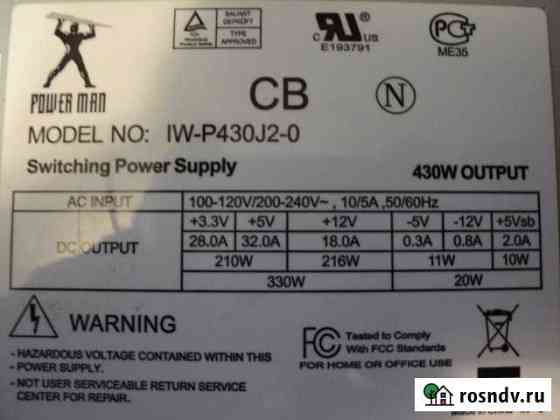 BAUART GEPRÜFT
TYPE APPROVED
c UL US
E193791
PG
ME35
POWER MAN
CB
N
MODEL NO: IW-P430J2-0
Switching Power Supply
430W OUTPUT
AC INPUT 100-120V/200-240V~ , 10/5A ,50/60Hz
DC OUTPUT +3.3V +5V +12V -5V -12V +5Vsb
28.0A 32.0A 18.0A 0.3A 0.8A 2.0A
210W 216W 11W 10W
330W 20W
WARNING
- HAZARDOUS VOLTAGE CONTAINED WITHIN THIS
- POWER SUPPLY.
- NOT USER SERVICEABLE RETURN SERVICE
CENTER FOR REPAIR.
FC Tested to Comply
With FCC Standards
FOR HOME OR OFFICE USE
rosndv.ru